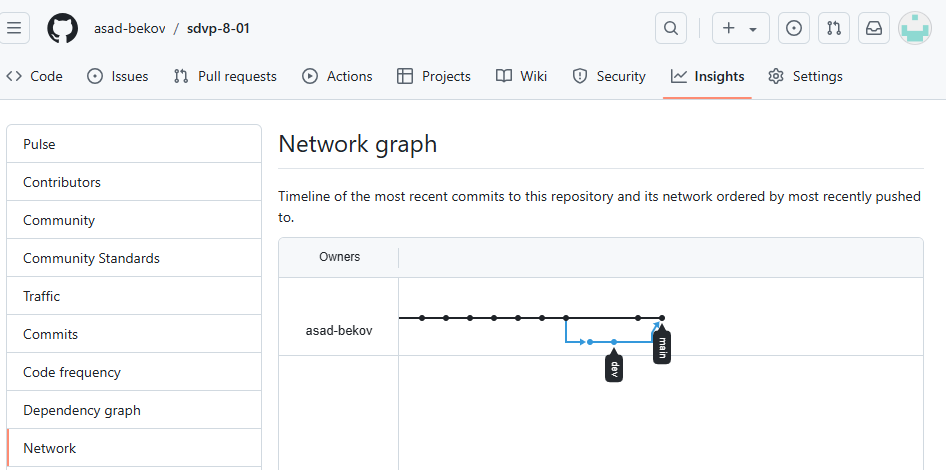 asad-bekov / sdvp-8-01
Code Issues Pull requests Actions Projects Wiki Security Insights Settings
Pulse
Contributors
Community
Community Standards
Traffic
Commits
Code frequency
Dependency graph
Network
Network graph
Timeline of the most recent commits to this repository and its network ordered by most recently pushed
to.
Owners
asad-bekov
main
dev